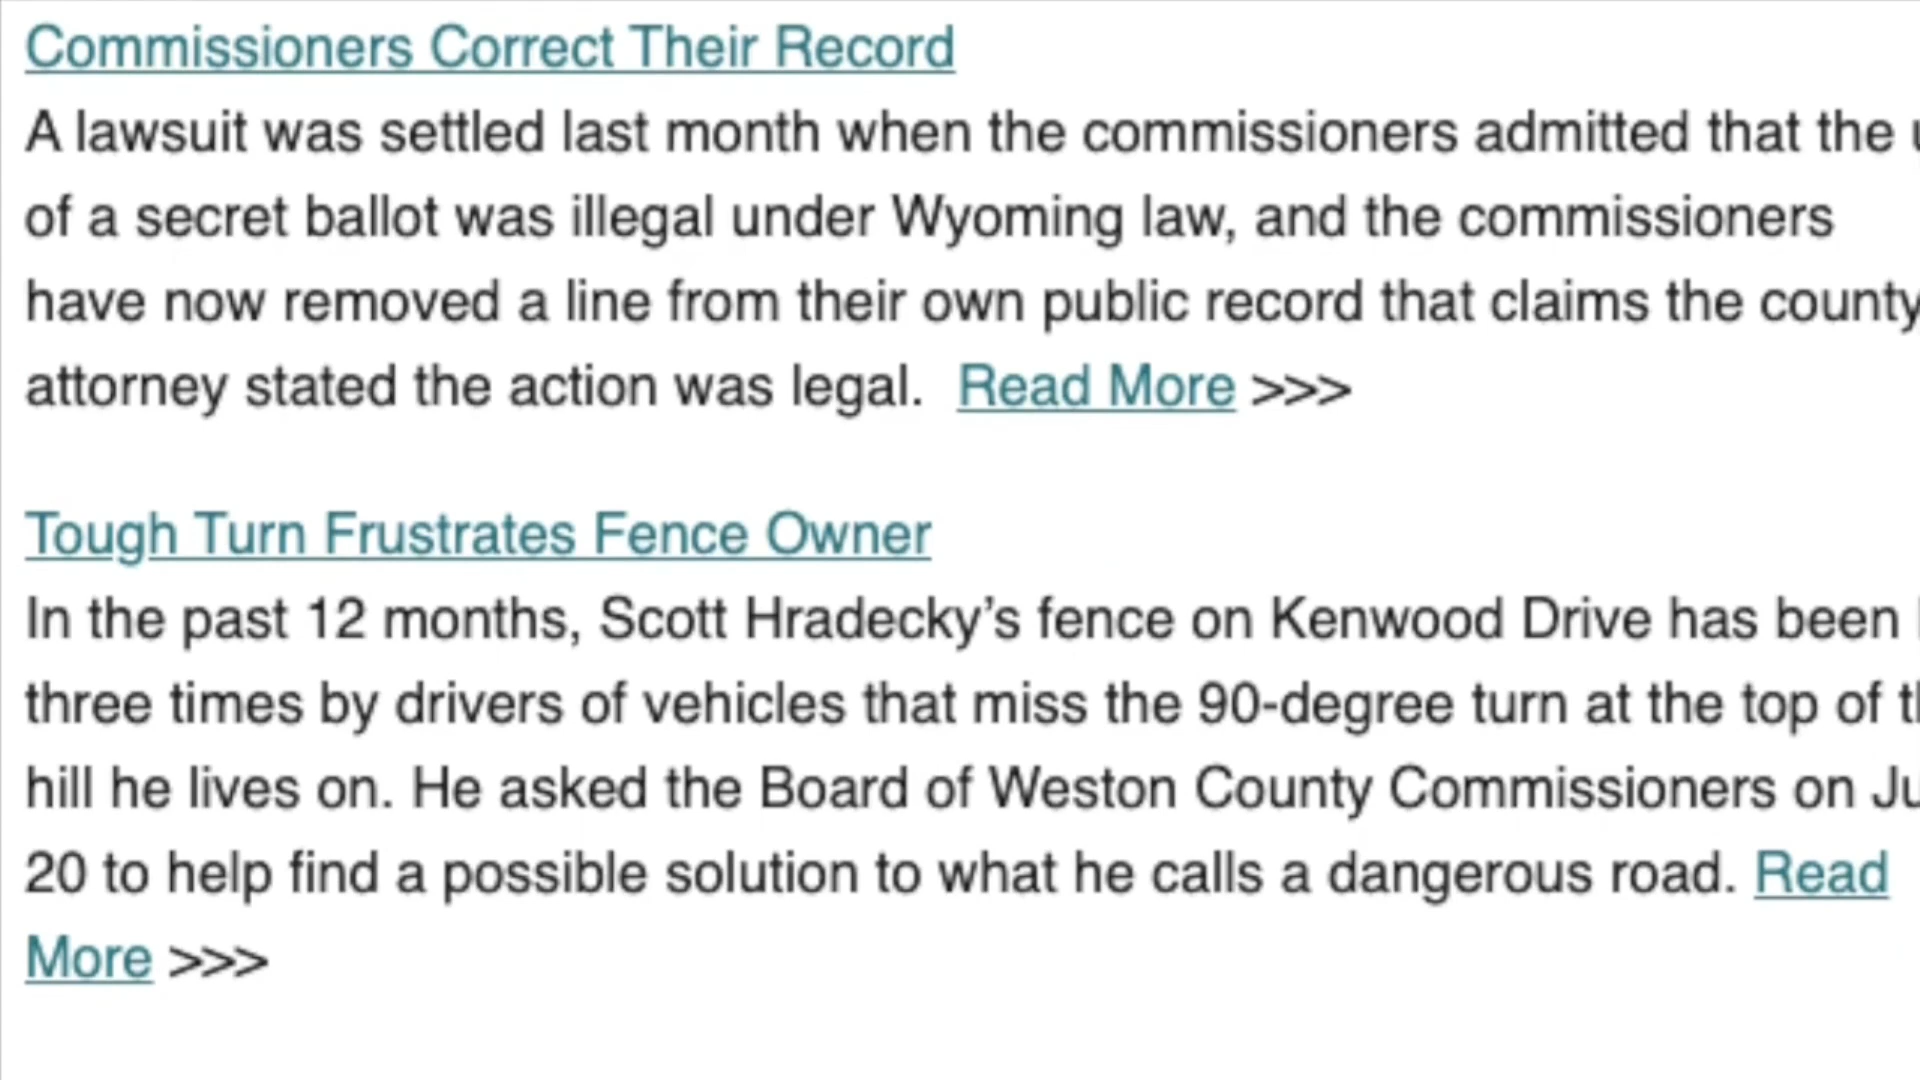 Commissioners Correct Their Record
A lawsuit was settled last month when the commissioners admitted that the
of a secret ballot was illegal under Wyoming law, and the commissioners
have now removed a line from their own public record that claims the county
attorney stated the action was legal. Read More >>>
Tough Turn Frustrates Fence Owner
In the past 12 months, Scott Hradecky’s fence on Kenwood Drive has been
three times by drivers of vehicles that miss the 90-degree turn at the top of
hill he lives on. He asked the Board of Weston County Commissioners on
20 to help find a possible solution to what he calls a dangerous road. Read
More >>>